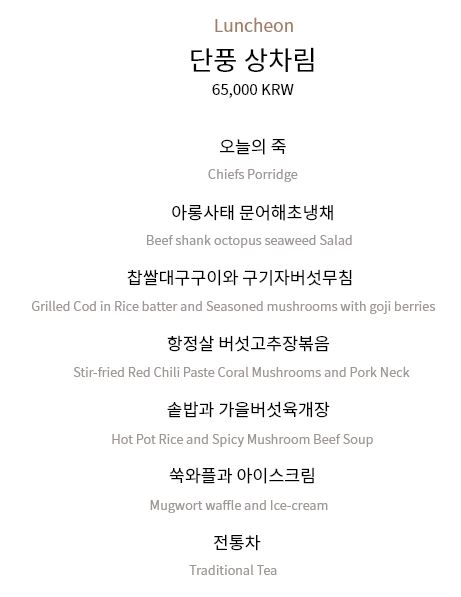 Luncheon
단풍 상차림
65,000 KRW
오늘의 죽
Chiefs Porridge
아롱사태 문어해초냉채
Beef shank octopus seaweed Salad
찹쌀대구구이와 구기자버섯무침
Grilled Cod in Rice batter and Seasoned mushrooms with goji berries
항정살 버섯고추장볶음
Stir-fried Red Chili Paste Coral Mushrooms and Pork Neck
솥밥과 가을버섯육개장
Hot Pot Rice and Spicy Mushroom Beef Soup
쑥와플과 아이스크림
Mugwort waffle and Ice-cream
전통차
Traditional Tea